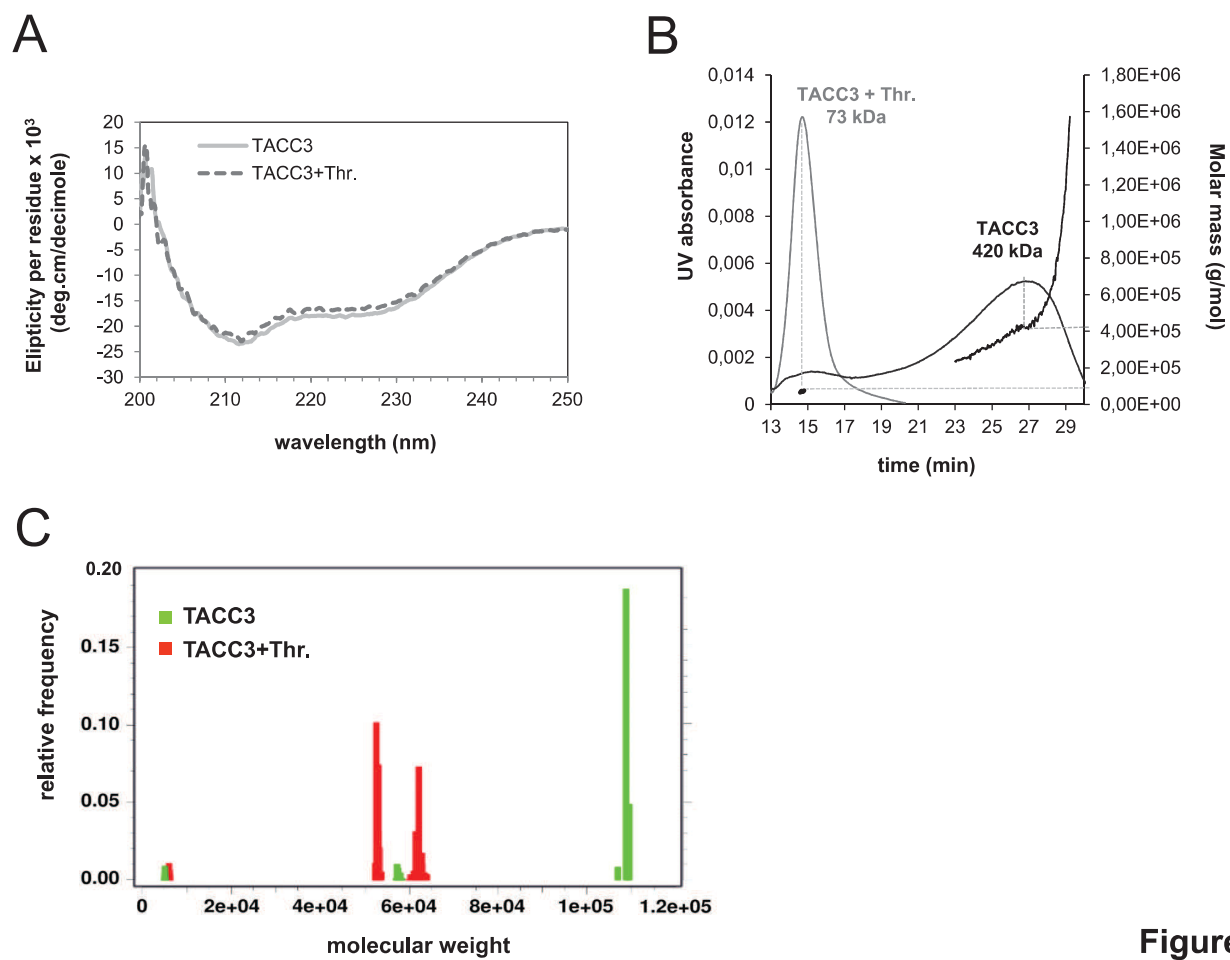 A
Elipticity per residue x 10³
(deg.cm/decimole)
20
15
10
5
0
-5
-10
-15
-20
-25
-30
TACC3
TACC3+Thr.
200
210
220
230
240
250
wavelength (nm)
B
UV absorbance
0,014
0,012
0,01
0,008
0,006
0,004
0,002
0
TACC3 + Thr.
73 kDa
TACC3
420 kDa
1,80E+06
1,60E+06
1,40E+06
1,20E+06
1,00E+06
8,00E+05
6,00E+05
4,00E+05
2,00E+05
0,00E+00
Molar mass (g/mol)
13
15
17
19
21
23
25
27
29
time (min)
C
relative frequency
0.20
0.15
0.10
0.05
0.00
TACC3
TACC3+Thr.
0
2e+04
4e+04
6e+04
8e+04
1e+05
1.2e+05
molecular weight
Figure